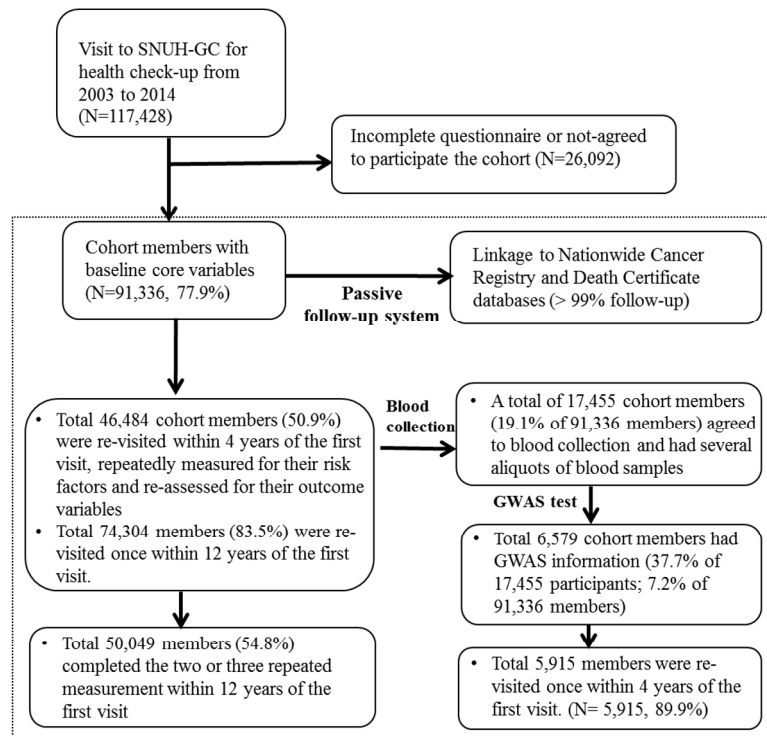 Visit to SNUH-GC for
health check-up from
2003 to 2014
(N=117,428)
Incomplete questionnaire or not-agreed
to participate the cohort (N=26,092)
Cohort members with
baseline core variables
(N=91,336, 77.9%)
Passive
follow-up system
Linkage to Nationwide Cancer
Registry and Death Certificate
databases (> 99% follow-up)
• Total 46,484 cohort members (50.9%)
were re-visited within 4 years of the first
visit, repeatedly measured for their risk
factors and re-assessed for their outcome
variables
• Total 74,304 members (83.5%) were re-
visited once within 12 years of the first
visit.
Blood
collection
• A total of 17,455 cohort members
(19.1% of 91,336 members) agreed
to blood collection and had several
aliquots of blood samples
GWAS test
• Total 6,579 cohort members had
GWAS information (37.7% of
17,455 participants; 7.2% of
91,336 members)
• Total 50,049 members (54.8%)
completed the two or three repeated
measurement within 12 years of the
first visit
• Total 5,915 members were re-
visited once within 4 years of the
first visit. (N= 5,915, 89.9%)